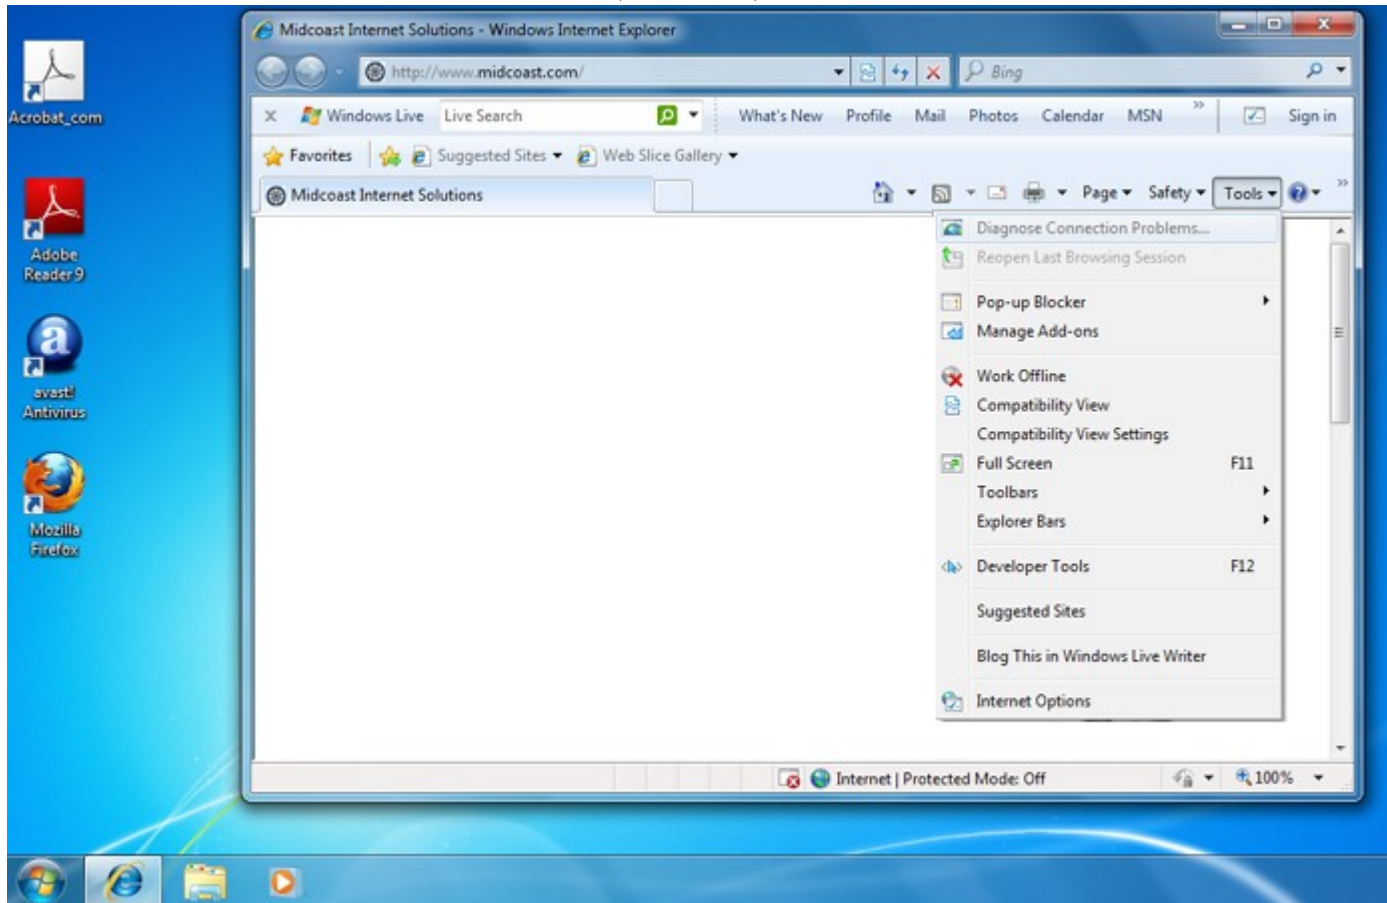 Acrobat_com
Adobe
Reader 9
avast!
Antivirus
Mozilla
Firefox
Midcoast Internet Solutions - Windows Internet Explorer
http://www.midcoast.com/
Bing
x Windows Live Live Search What's New Profile Mail Photos Calendar MSN » Sign in
Favorites Suggested Sites Web Slice Gallery
Midcoast Internet Solutions Page Safety Tools »
Diagnose Connection Problems...
Reopen Last Browsing Session
Pop-up Blocker
Manage Add-ons
Work Offline
Compatibility View
Compatibility View Settings
Full Screen F11
Toolbars
Explorer Bars
Developer Tools F12
Suggested Sites
Blog This in Windows Live Writer
Internet Options
Internet | Protected Mode: Off 100%